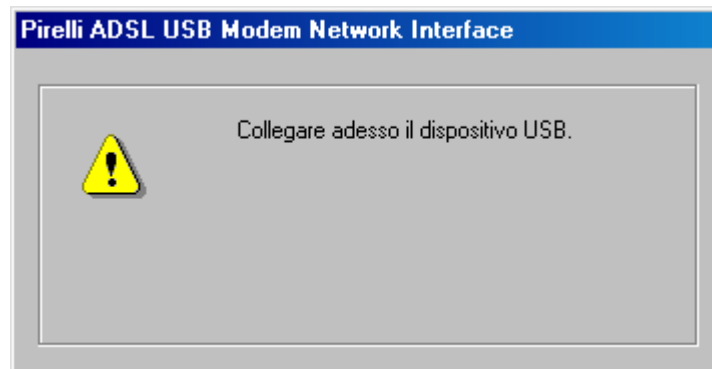 Pirelli ADSL USB Modem Network Interface
Collegare adesso il dispositivo USB.